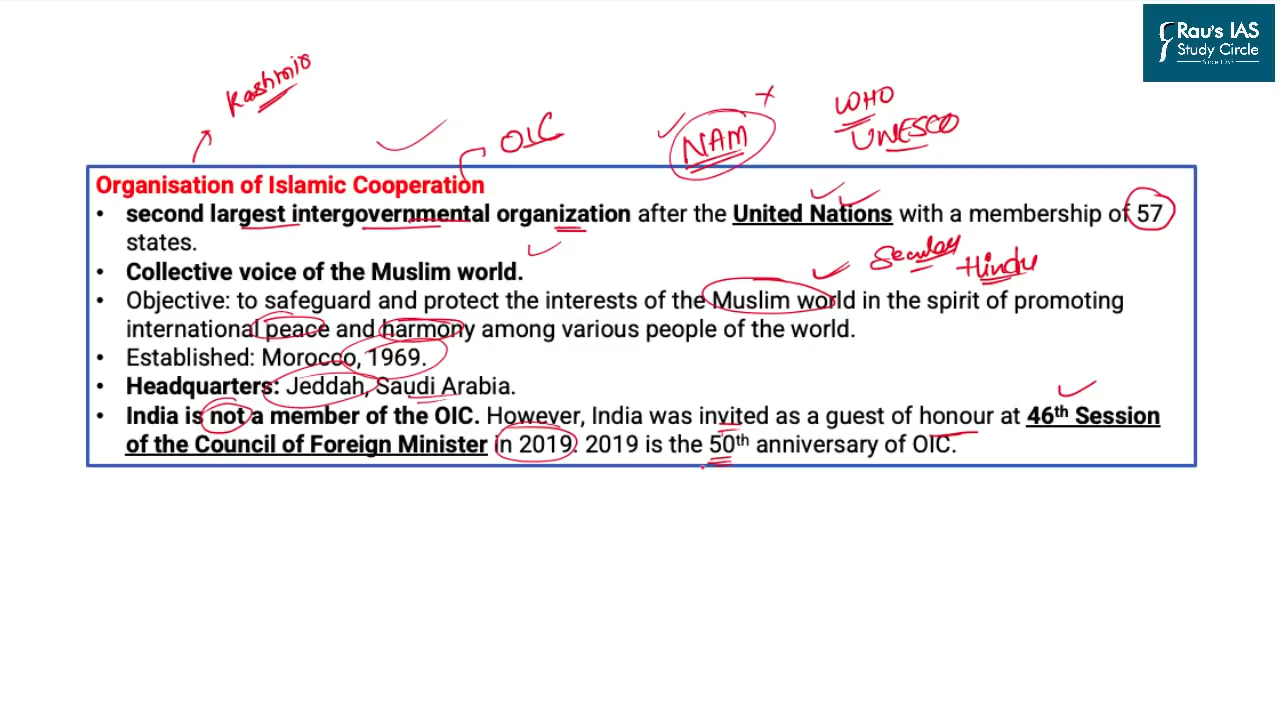 Rau's IAS
Study Circle
Since 1953
Kashmir
OIC
NAM
WHO
UNESCO
Organisation of Islamic Cooperation
• second largest intergovernmental organization after the United Nations with a membership of 57
states.
• Collective voice of the Muslim world.
Secular
Hindu
• Objective: to safeguard and protect the interests of the Muslim world in the spirit of promoting
international peace and harmony among various people of the world.
• Established: Morocco, 1969.
• Headquarters: Jeddah, Saudi Arabia.
• India is not a member of the OIC. However, India was invited as a guest of honour at 46th Session
of the Council of Foreign Minister in 2019. 2019 is the 50th anniversary of OIC.